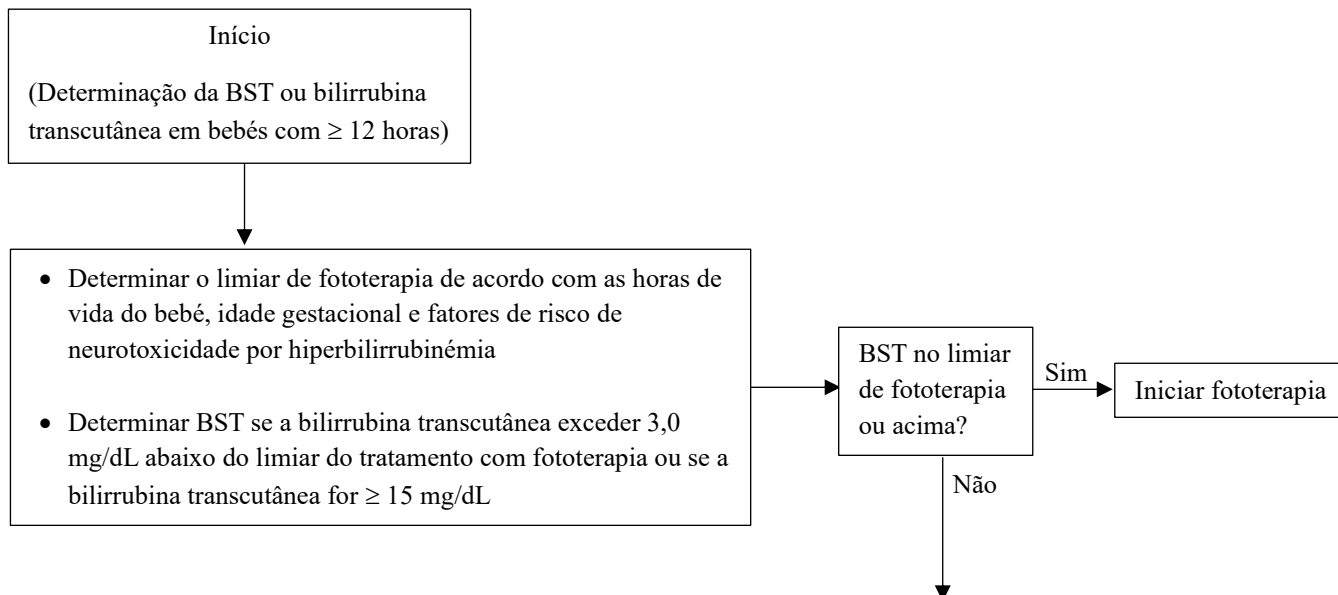 Início
(Determinação da BST ou bilirrubina
transcutânea em bebés com ≥ 12 horas)
• Determinar o limiar de fototerapia de acordo com as horas de
vida do bebé, idade gestacional e fatores de risco de
neurotoxicidade por hiperbilirrubinémia
• Determinar BST se a bilirrubina transcutânea exceder 3,0
mg/dL abaixo do limiar do tratamento com fototerapia ou se a
bilirrubina transcutânea for ≥ 15 mg/dL
BST no limiar
de fototerapia
ou acima?
Sim
Iniciar fototerapia
Não